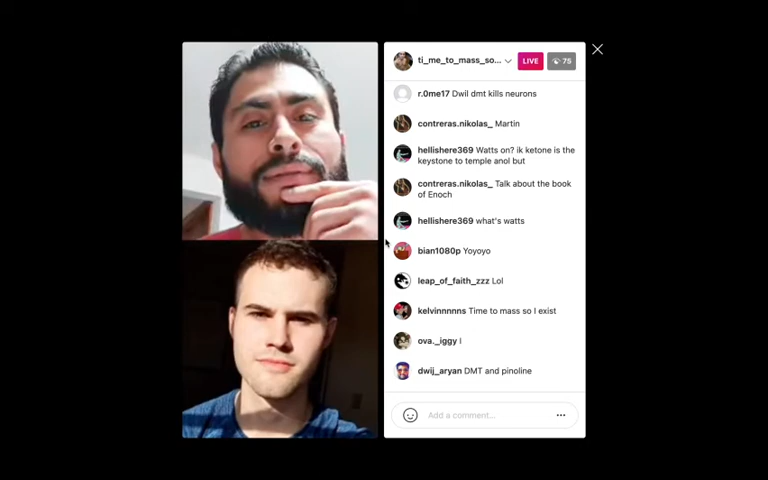 ti_me_to_mass_so... LIVE 75
r.0me17 Dwil dmt kills neurons
contreras.nikolas_ Martin
hellishere369 Watts on? ik ketone is the
keystone to temple anol but
contreras.nikolas_ Talk about the book
of Enoch
hellishere369 what's watts
bian1080p Yoyoyo
leap_of_faith_zzz Lol
kelvinnnnns Time to mass so I exist
ova._iggy I
dwij_aryan DMT and pinoline
Add a comment...